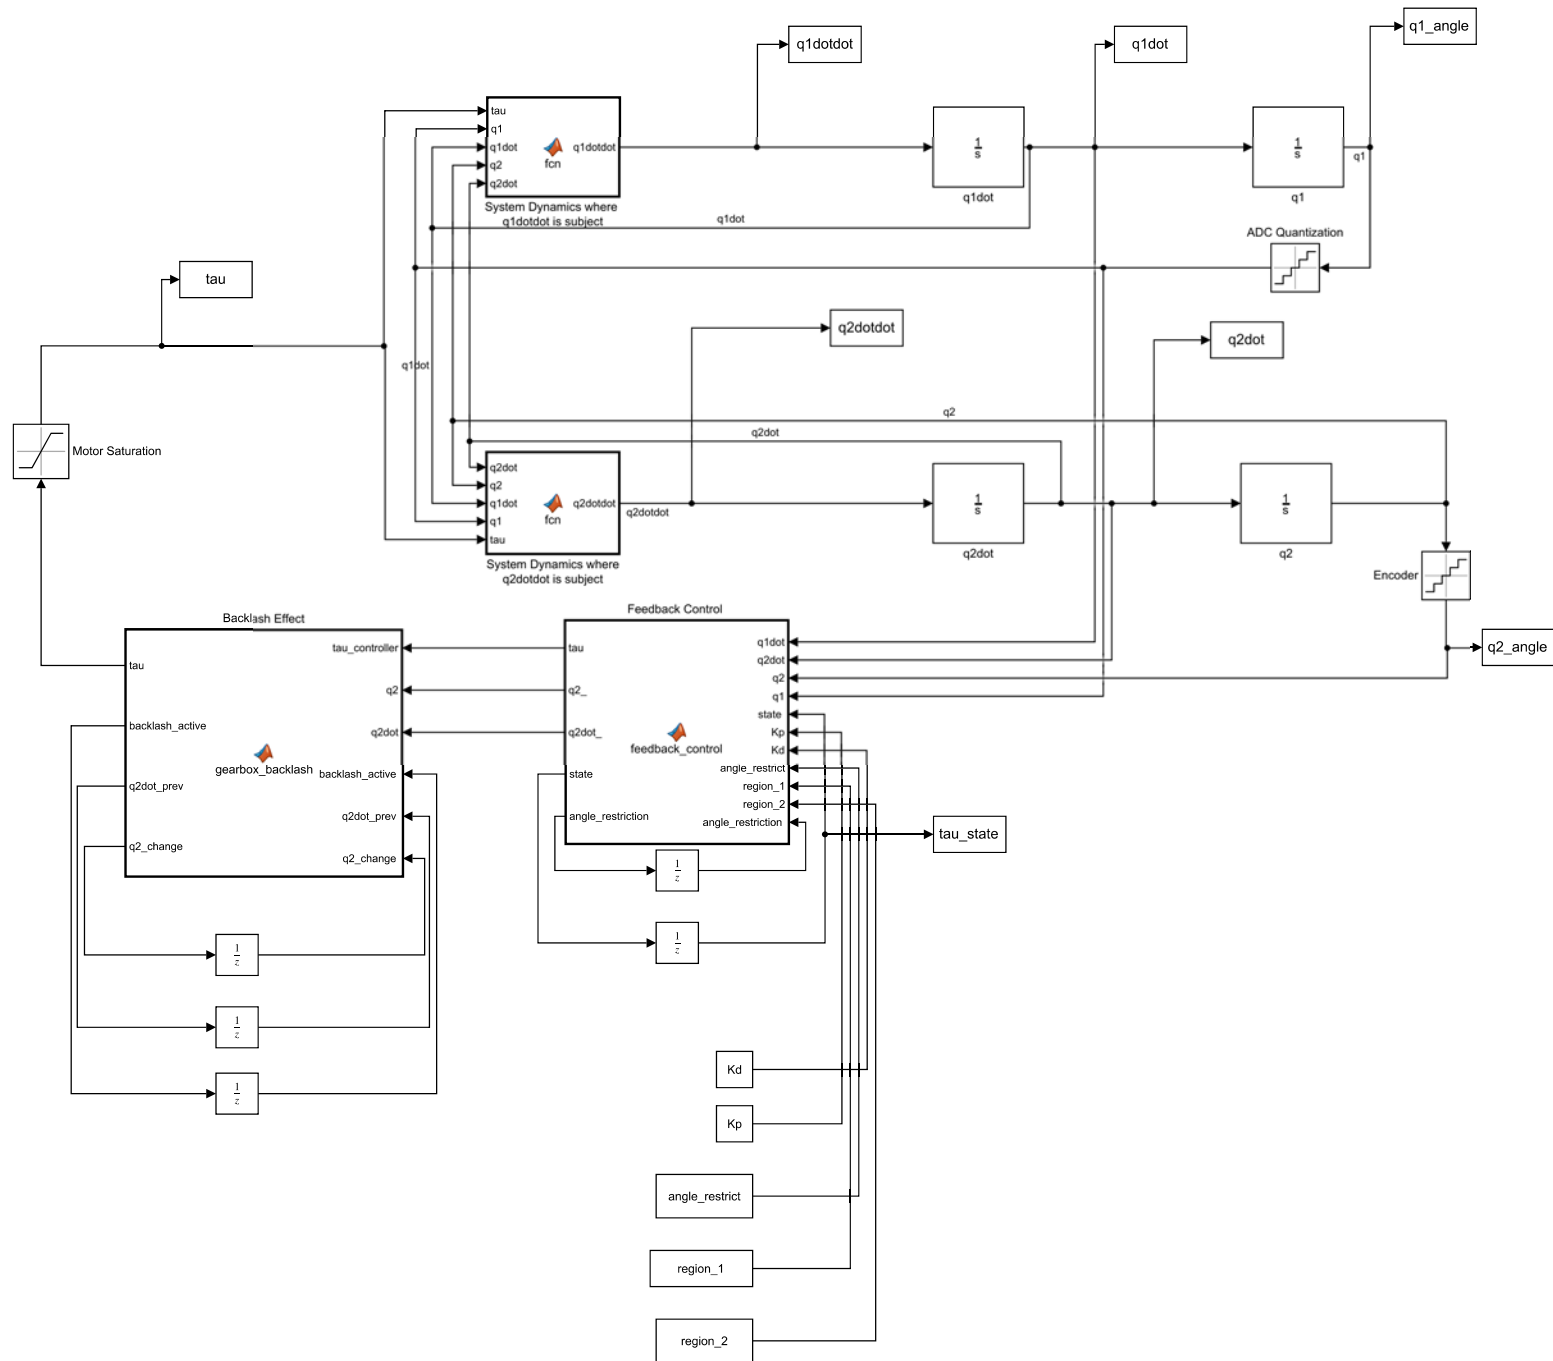 q1_angle
q1dotdot
q1dot
tau
q1
q1dot
q2
q2dot
fcn
q1dotdot
System Dynamics where
q1dotdot is subject
1
s
q1dot
1
s
q1
q1
q1dot
ADC Quantization
tau
q2dotdot
q2dot
q1dot
q2
q2dot
Motor Saturation
q2dot
q2
q1dot
q1
tau
fcn
q2dotdot
q2dotdot
System Dynamics where
q2dotdot is subject
1
s
q2dot
1
s
q2
Encoder
q2_angle
Backlash Effect
tau
backlash_active
q2dot_prev
q2_change
gearbox_backlash
tau_controller
q2
q2dot
backlash_active
q2dot_prev
q2_change
1
z
1
z
1
z
Feedback Control
tau
q2_
q2dot_
state
angle_restriction
feedback_control
q1dot
q2dot
q2
q1
state
Kp
Kd
angle_restrict
region_1
region_2
angle_restriction
tau_state
1
z
1
z
Kd
Kp
angle_restrict
region_1
region_2